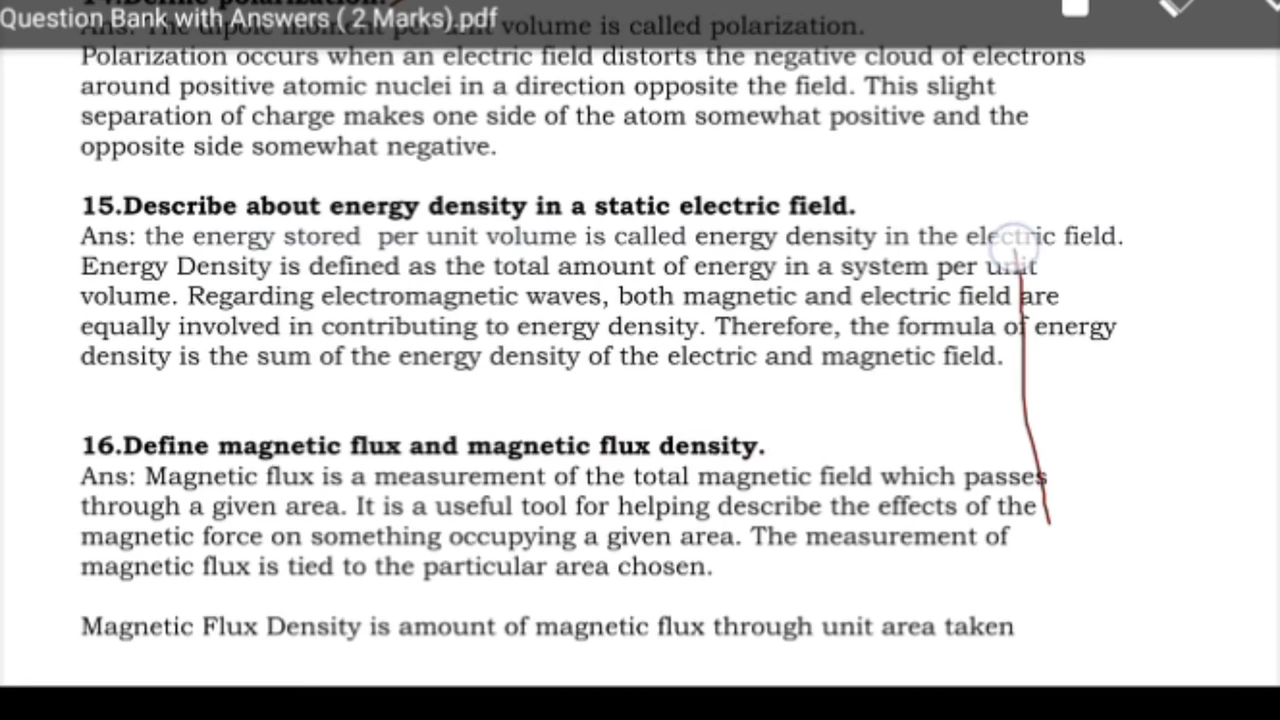 Question Bank with Answers ( 2 Marks).pdf
14.Define polarization.
Ans: The dipole moment per unit volume is called polarization.
Polarization occurs when an electric field distorts the negative cloud of electrons
around positive atomic nuclei in a direction opposite the field. This slight
separation of charge makes one side of the atom somewhat positive and the
opposite side somewhat negative.
15.Describe about energy density in a static electric field.
Ans: the energy stored per unit volume is called energy density in the electric field.
Energy Density is defined as the total amount of energy in a system per unit
volume. Regarding electromagnetic waves, both magnetic and electric field are
equally involved in contributing to energy density. Therefore, the formula of energy
density is the sum of the energy density of the electric and magnetic field.
16.Define magnetic flux and magnetic flux density.
Ans: Magnetic flux is a measurement of the total magnetic field which passes
through a given area. It is a useful tool for helping describe the effects of the
magnetic force on something occupying a given area. The measurement of
magnetic flux is tied to the particular area chosen.
Magnetic Flux Density is amount of magnetic flux through unit area taken